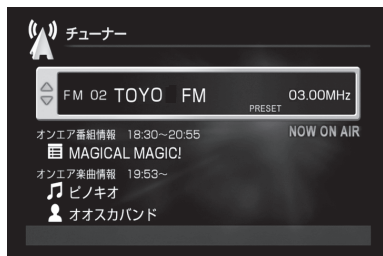 チューナー
FM 02 TOYO FM PRESET 03.00MHz
オンエア番組情報 18:30~20:55 NOW ON AIR
MAGICAL MAGIC!
オンエア楽曲情報 19:53~
ピノキオ
オオスカバンド